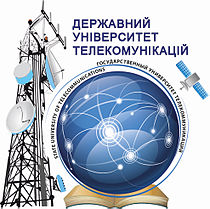 ДЕРЖАВНИЙ
УНІВЕРСИТЕТ
ТЕЛЕКОМУНІКАЦІЙ
STATE UNIVERSITY OF TELECOMMUNICATIONS
ГОСУДАРСТВЕННЫЙ УНИВЕРСИТЕТ ТЕЛЕКОММУНИКАЦИЙ